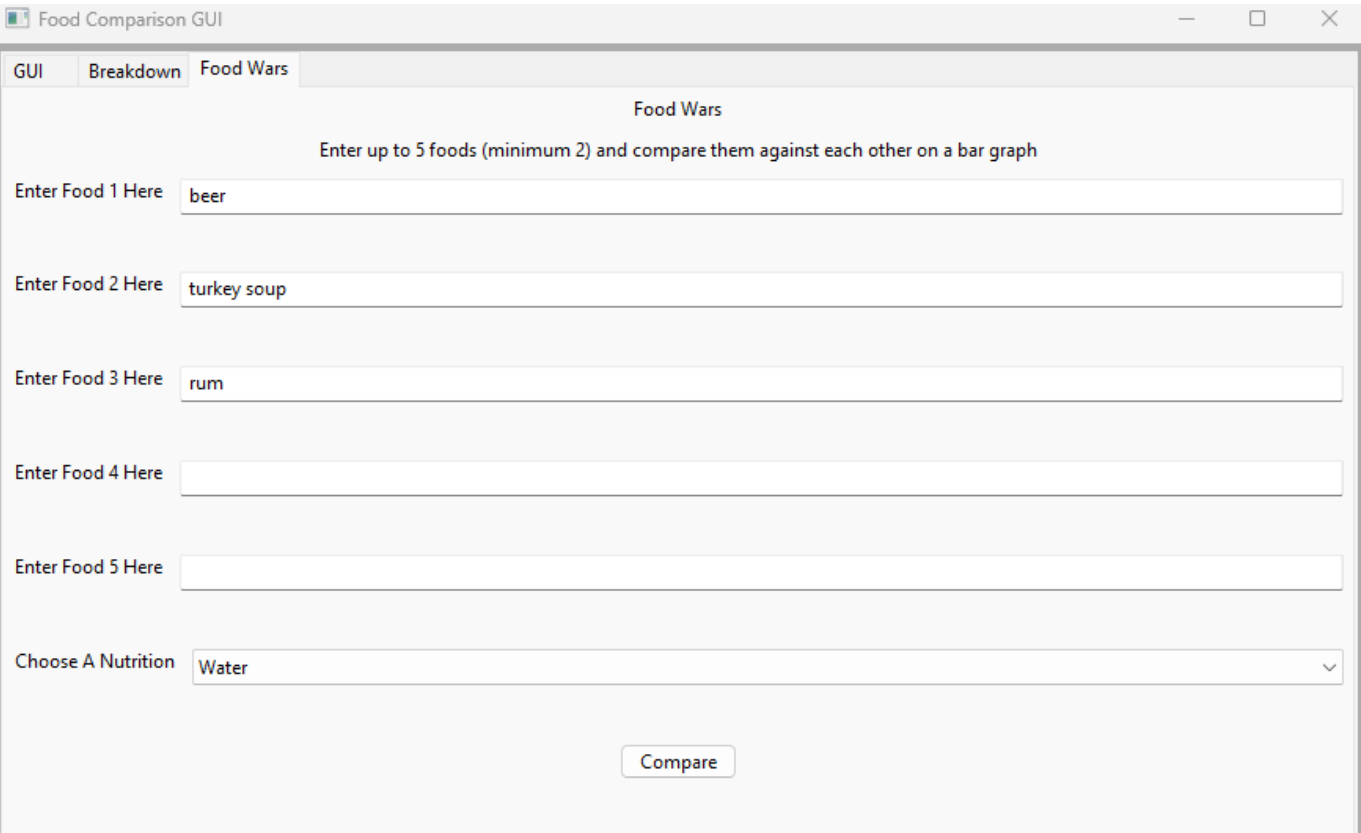 Food Comparison GUI
GUI Breakdown Food Wars
Food Wars
Enter up to 5 foods (minimum 2) and compare them against each other on a bar graph
Enter Food 1 Here beer
Enter Food 2 Here turkey soup
Enter Food 3 Here rum
Enter Food 4 Here
Enter Food 5 Here
Choose A Nutrition Water
Compare